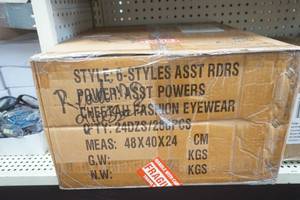 STYLE: 6-STYLES ASST RDRS
POWER: ASST POWERS
CHEETAH FASHION EYEWEAR
QTY: 24DZS/288PCS
MEAS: 48X40X24 CM
G.W: KGS
N.W: KGS
FRAGILE